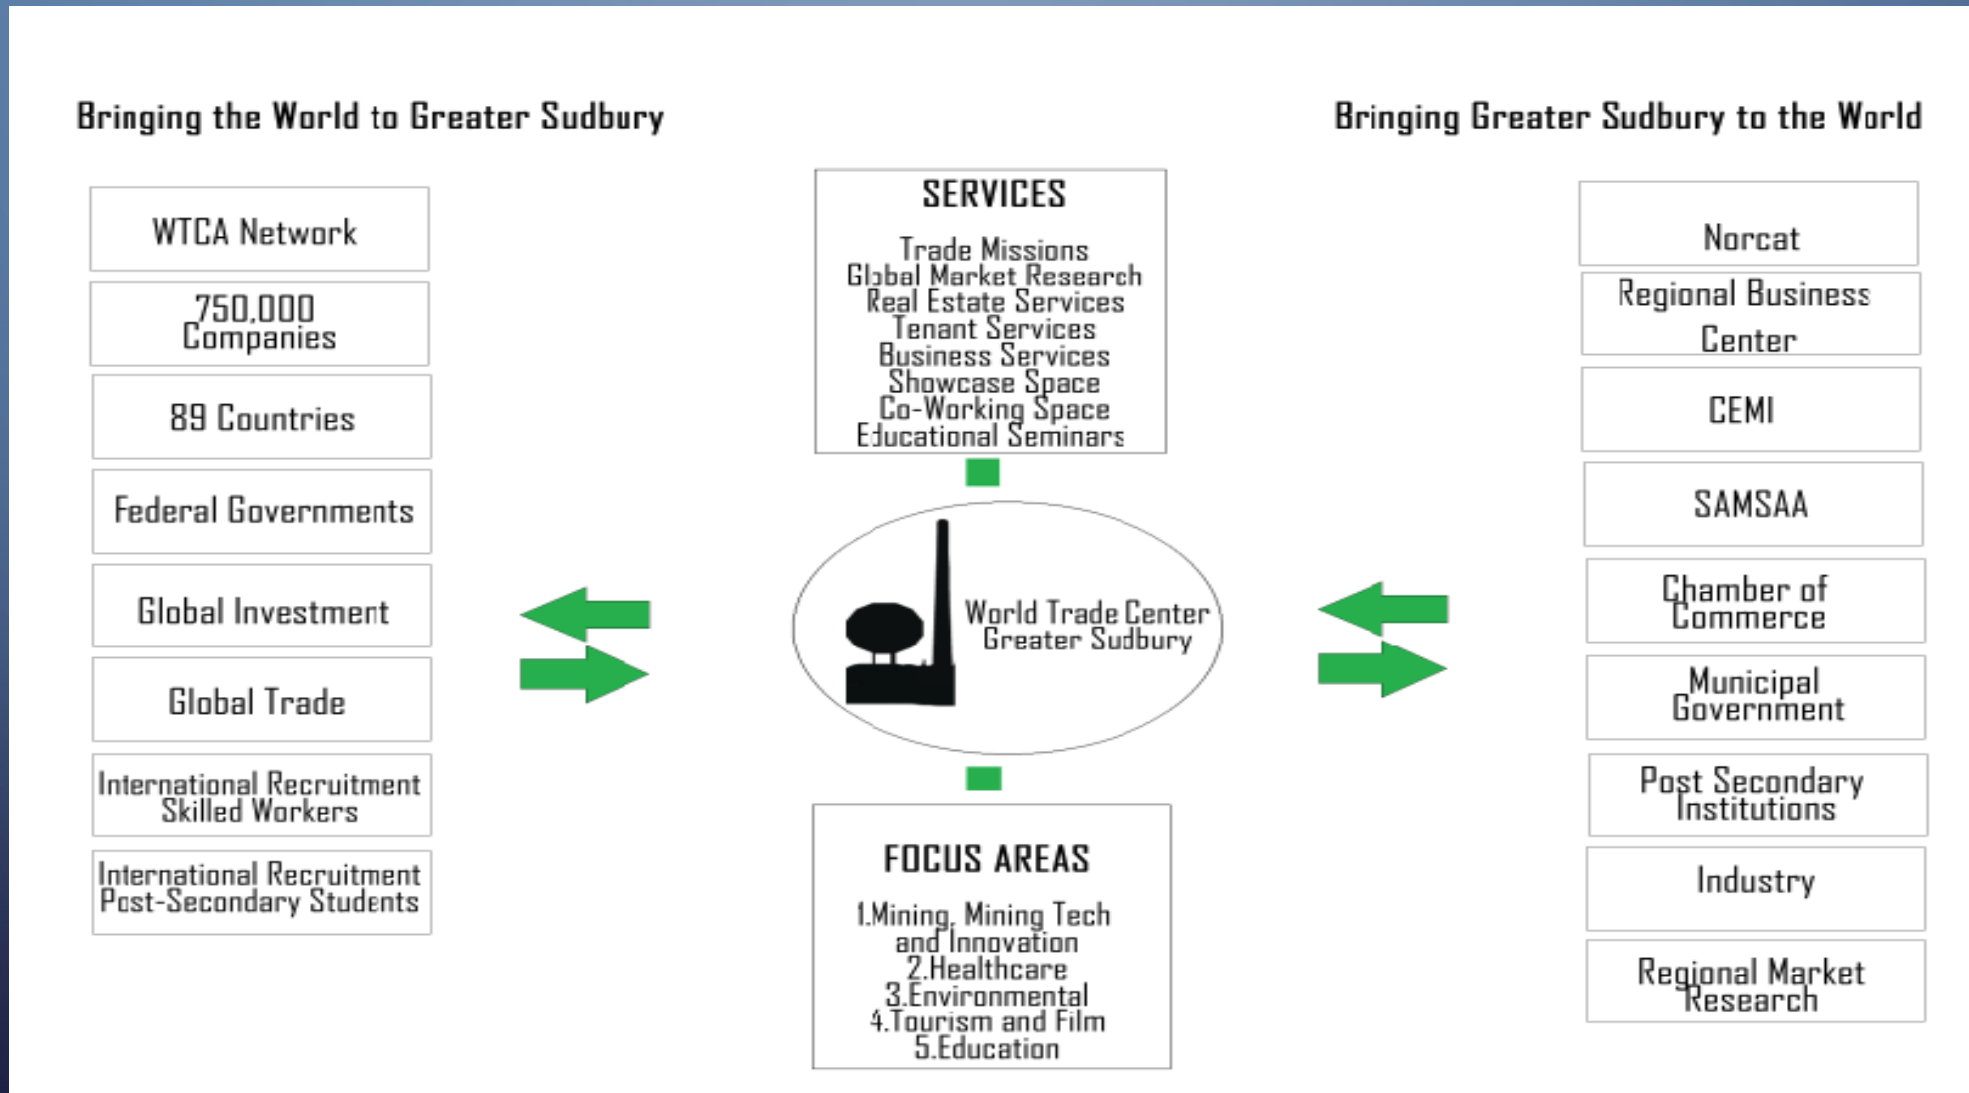 Bringing the World to Greater Sudbury
WTCA Network
750,000
Companies
89 Countries
Federal Governments
Global Investment
Global Trade
International Recruitment
Skilled Workers
International Recruitment
Post-Secondary Students
SERVICES
Trade Missions
Global Market Research
Real Estate Services
Tenant Services
Business Services
Showcase Space
Co-Working Space
Educational Seminars
World Trade Center
Greater Sudbury
FOCUS AREAS
1.Mining, Mining Tech
and Innovation
2.Healthcare
3.Environmental
4.Tourism and Film
5.Education
Bringing Greater Sudbury to the World
Norcat
Regional Business
Center
CEMI
SAMSAA
Chamber of
Commerce
Municipal
Government
Post Secondary
Institutions
Industry
Regional Market
Research